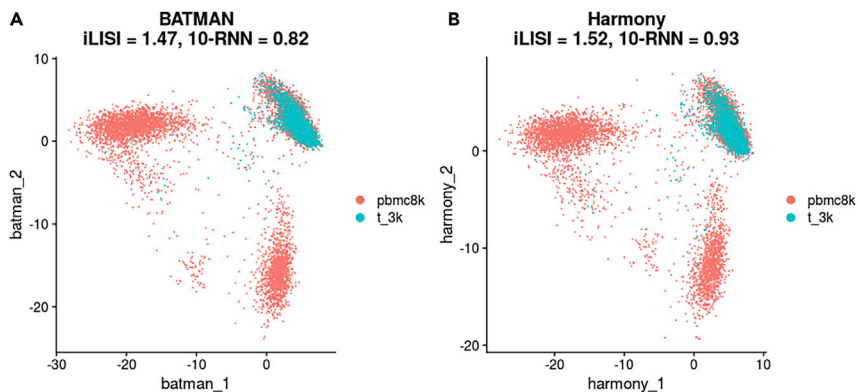 A
BATMAN
iLISI = 1.47, 10-RNN = 0.82
10
0
-10
-20
batman_2
-30
-20
-10
0
batman_1
pbmc8k
t_3k
B
Harmony
iLISI = 1.52, 10-RNN = 0.93
0
-10
-20
harmony_2
-20
-10
0
10
harmony_1
pbmc8k
t_3k